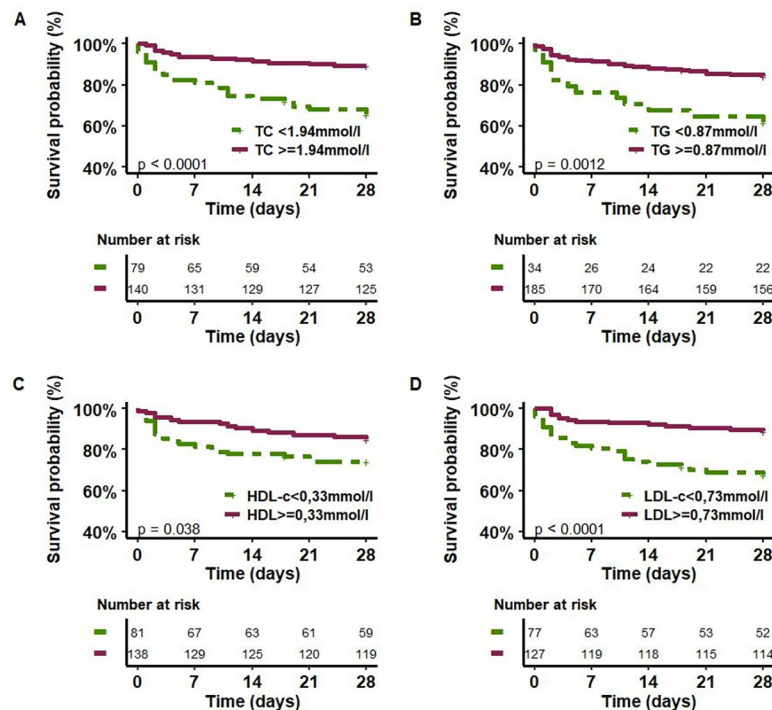 A
Survival probability (%)
100%
80%
60%
40%
TC <1.94mmol/l
TC >=1.94mmol/l
p < 0.0001
0 7 14 21 28
Time (days)
Number at risk
79 65 59 54 53
140 131 129 127 125
0 7 14 21 28
Time (days)
B
Survival probability (%)
100%
80%
60%
40%
TG <0.87mmol/l
TG >=0.87mmol/l
p = 0.0012
0 7 14 21 28
Time (days)
Number at risk
34 26 24 22 22
185 170 164 159 156
0 7 14 21 28
Time (days)
C
Survival probability (%)
100%
80%
60%
40%
HDL-c<0,33mmol/l
HDL>=0,33mmol/l
p = 0.038
0 7 14 21 28
Time (days)
Number at risk
81 67 63 61 59
138 129 125 120 119
0 7 14 21 28
Time (days)
D
Survival probability (%)
100%
80%
60%
40%
LDL-c<0,73mmol/l
LDL>=0,73mmol/l
p < 0.0001
0 7 14 21 28
Time (days)
Number at risk
77 63 57 53 52
127 119 118 115 114
0 7 14 21 28
Time (days)